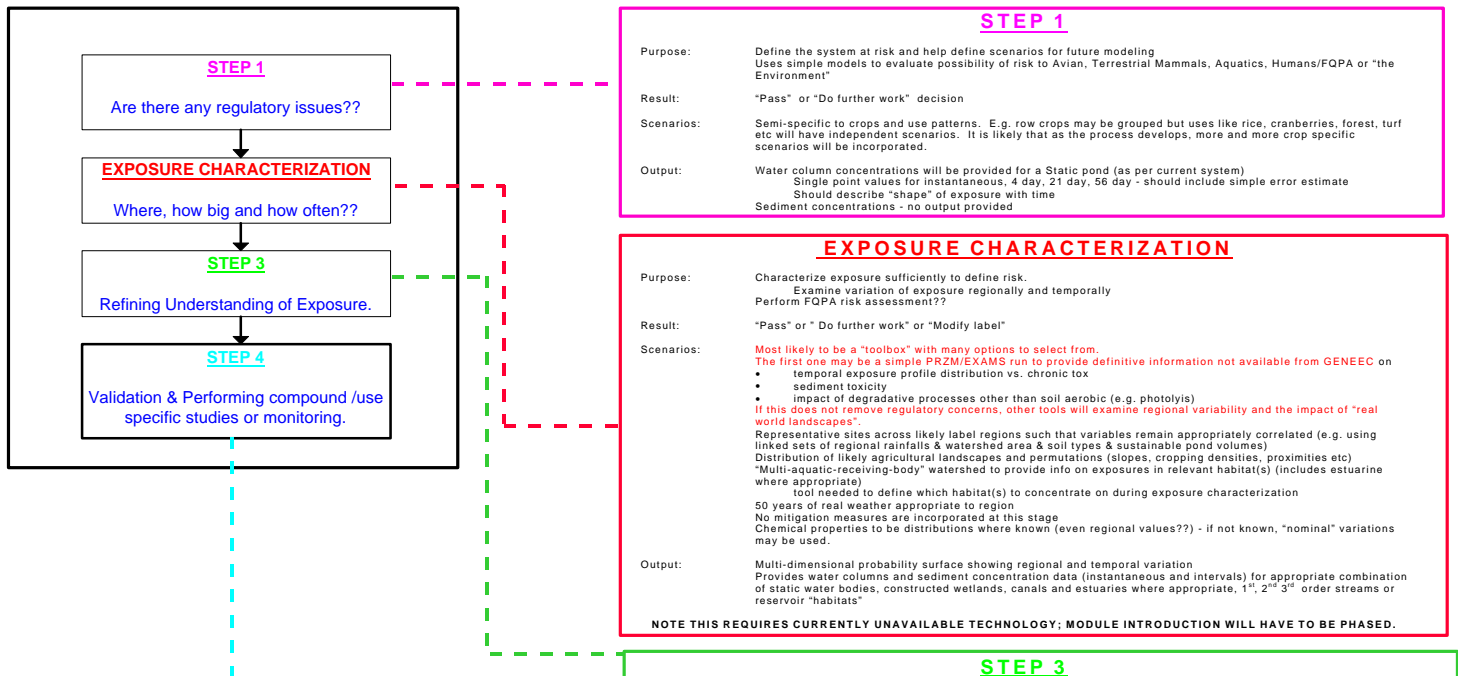 STEP 1
Are there any regulatory issues??
EXPOSURE CHARACTERIZATION
Where, how big and how often??
STEP 3
Refining Understanding of Exposure.
STEP 4
Validation & Performing compound /use
specific studies or monitoring.
STEP 1
Purpose: Define the system at risk and help define scenarios for future modeling
Uses simple models to evaluate possibility of risk to Avian, Terrestrial Mammals, Aquatics, Humans/FQPA or “the
Environment”
Result: “Pass” or “Do further work” decision
Scenarios: Semi-specific to crops and use patterns. E.g. row crops may be grouped but uses like rice, cranberries, forest, turf
etc will have independent scenarios. It is likely that as the process develops, more and more crop specific
scenarios will be incorporated.
Output: Water column concentrations will be provided for a Static pond (as per current system)
Single point values for instantaneous, 4 day, 21 day, 56 day - should include simple error estimate
Should describe “shape” of exposure with time
Sediment concentrations - no output provided
EXPOSURE CHARACTERIZATION
Purpose: Characterize exposure sufficiently to define risk.
Examine variation of exposure regionally and temporally
Perform FQPA risk assessment??
Result: “Pass” or ” Do further work” or “Modify label”
Scenarios: Most likely to be a “toolbox” with many options to select from.
The first one may be a simple PRZM/EXAMS run to provide definitive information not available from GENEEC on
• temporal exposure profile distribution vs. chronic tox
• sediment toxicity
• impact of degradative processes other than soil aerobic (e.g. photolyis)
If this does not remove regulatory concerns, other tools will examine regional variability and the impact of “real
world landscapes”.
Representative sites across likely label regions such that variables remain appropriately correlated (e.g. using
linked sets of regional rainfalls & watershed area & soil types & sustainable pond volumes)
Distribution of likely agricultural landscapes and permutations (slopes, cropping densities, proximities etc)
“Multi-aquatic-receiving-body” watershed to provide info on exposures in relevant habitat(s) (includes estuarine
where appropriate)
tool needed to define which habitat(s) to concentrate on during exposure characterization
50 years of real weather appropriate to region
No mitigation measures are incorporated at this stage
Chemical properties to be distributions where known (even regional values??) - if not known, “nominal” variations
may be used.
Output: Multi-dimensional probability surface showing regional and temporal variation
Provides water columns and sediment concentration data (instantaneous and intervals) for appropriate combination
of static water bodies, constructed wetlands, canals and estuaries where appropriate, 1st, 2nd 3rd order streams or
reservoir “habitats”
NOTE THIS REQUIRES CURRENTLY UNAVAILABLE TECHNOLOGY; MODULE INTRODUCTION WILL HAVE TO BE PHASED.
STEP 3